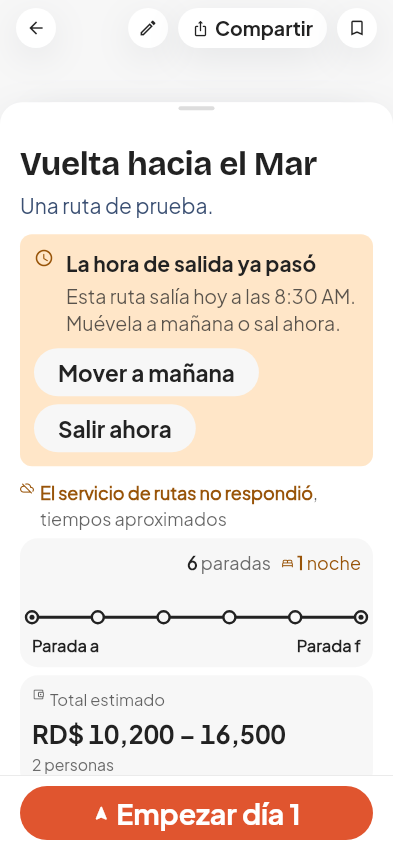 Compartir
Vuelta hacia el Mar
Una ruta de prueba.
La hora de salida ya pasó
Esta ruta salía hoy a las 8:30 AM.
Muévela a mañana o sal ahora.
Mover a mañana
Salir ahora
El servicio de rutas no respondió,
tiempos aproximados
6 paradas 1 noche
Parada a Parada f
Total estimado
RD$ 10,200 – 16,500
2 personas
Empezar día 1